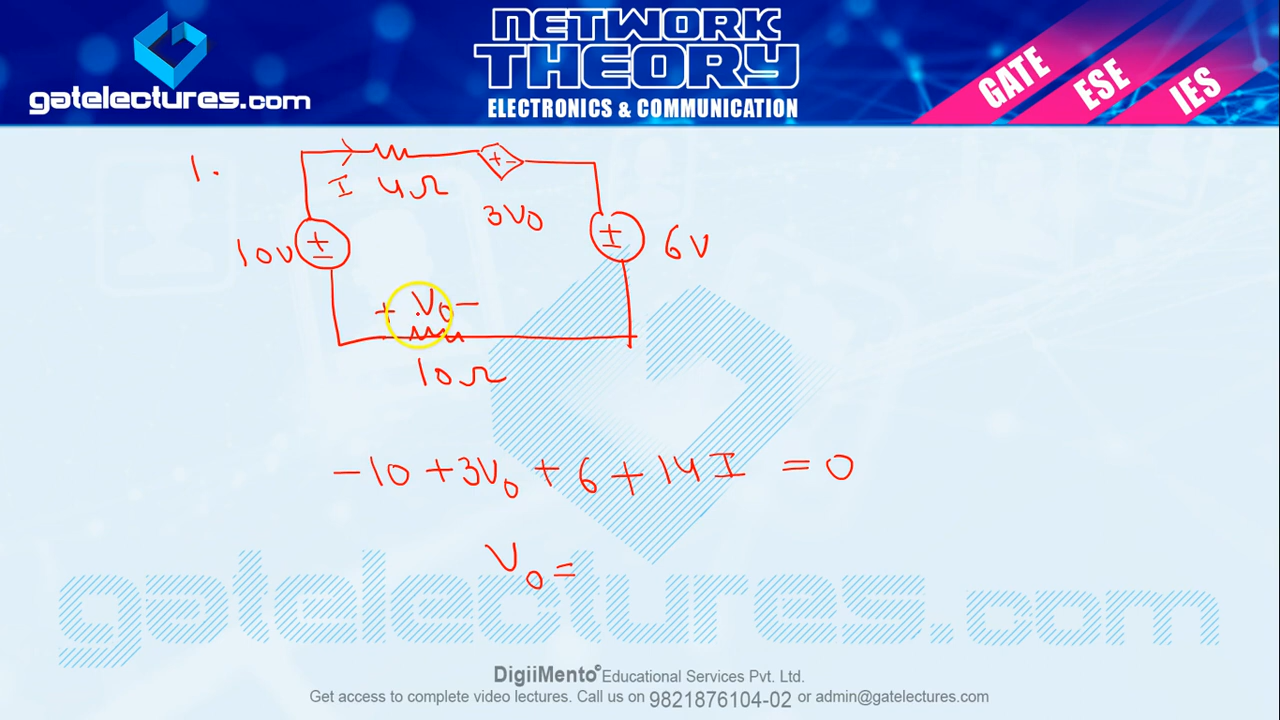 NETWORK
THEORY
ELECTRONICS & COMMUNICATION
gatelectures.com
GATE
ESE
IES
1.
I 4Ω
+ -
3V0
10V
+
-
+
-
6V
+ V0 -
10Ω
-10 + 3V0 + 6 + 14I = 0
V0 =
gatelectures.com
DigiiMento© Educational Services Pvt. Ltd.
Get access to complete video lectures. Call us on 9821876104-02 or admin@gatelectures.com